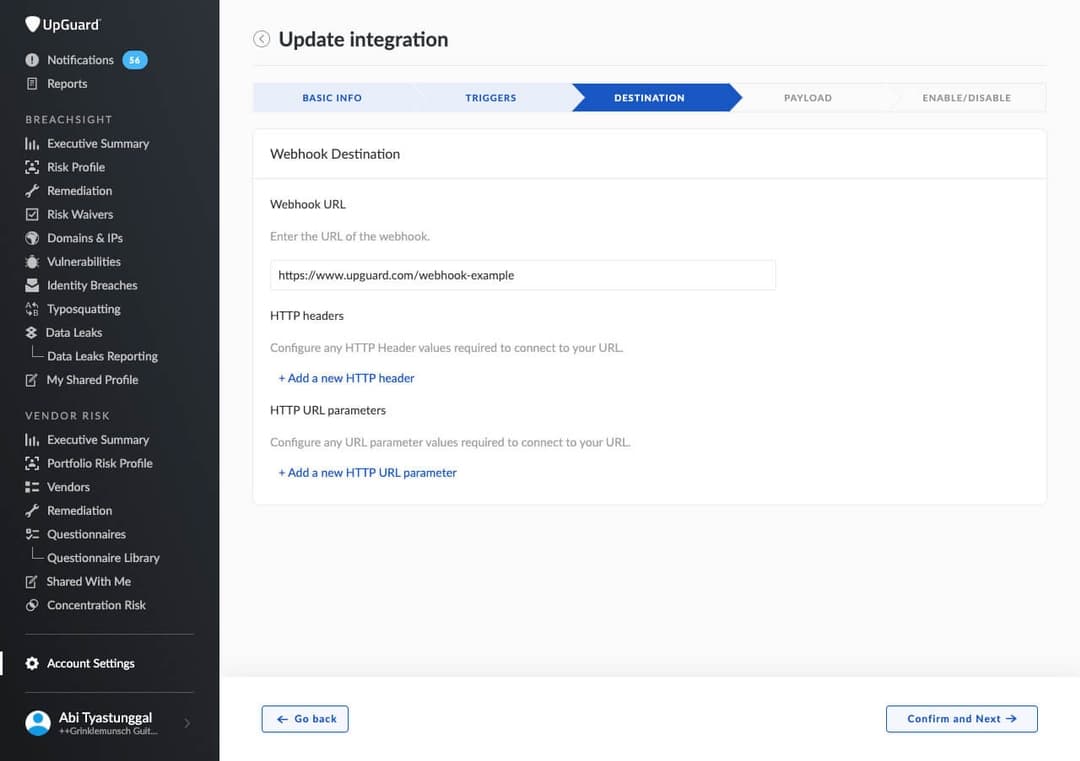 UpGuard
Notifications 56
Reports
BREACHSIGHT
Executive Summary
Risk Profile
Remediation
Risk Waivers
Domains & IPs
Vulnerabilities
Identity Breaches
Typosquatting
Data Leaks
Data Leaks Reporting
My Shared Profile
VENDOR RISK
Executive Summary
Portfolio Risk Profile
Vendors
Remediation
Questionnaires
Questionnaire Library
Shared With Me
Concentration Risk
Account Settings
Abi Tyastunggal
++Grinklemunsch Guit...
Update integration
BASIC INFO
TRIGGERS
DESTINATION
PAYLOAD
ENABLE/DISABLE
Webhook Destination
Webhook URL
Enter the URL of the webhook.
https://www.upguard.com/webhook-example
HTTP headers
Configure any HTTP Header values required to connect to your URL.
+ Add a new HTTP header
HTTP URL parameters
Configure any URL parameter values required to connect to your URL.
+ Add a new HTTP URL parameter
← Go back
Confirm and Next →